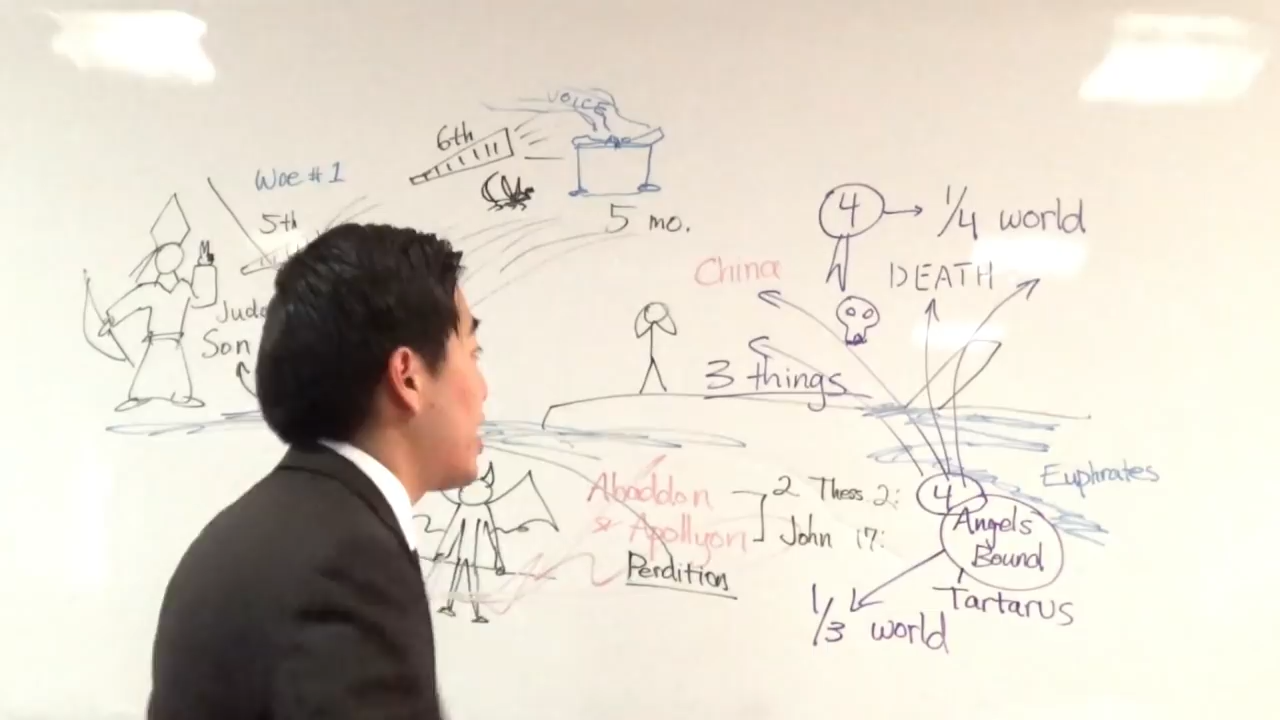 VOICE
6th
Woe #1
5th
5 mo.
4 → 1/4 world
China
DEATH
Son
3 things
Euphrates
Abaddon
& Apollyon
2 Thess 2:
John 17:
Perdition
4
Angels
Bound
Tartarus
1/3 world